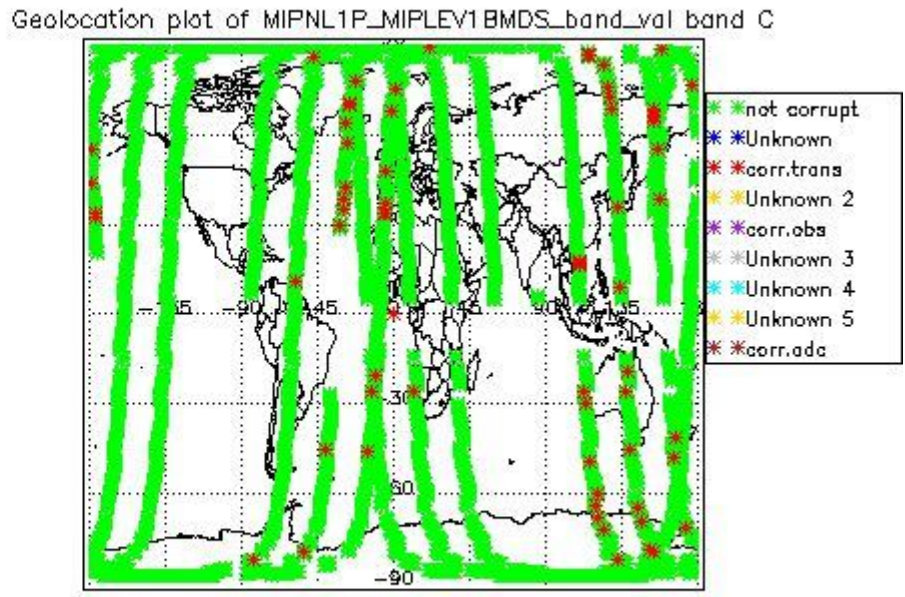 Geolocation plot of MIPNL1P_MIPLEV1BMDS_band_val band C
not corrupt
Unknown
corr.trans
Unknown 2
corr.obs
Unknown 3
Unknown 4
Unknown 5
corr.adc
-90
-45
45
90
-30
-60
-90